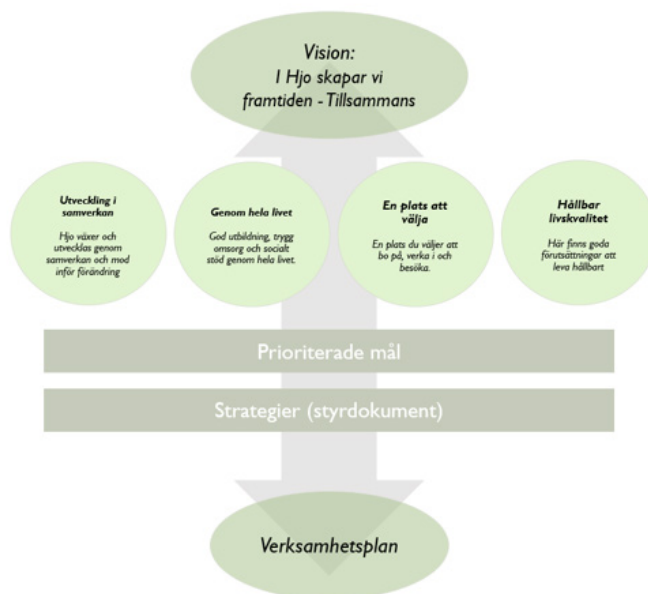 Vision:
I Hjo skapar vi
framtiden - Tillsammans
Utveckling i
samverkan
Hjo växer och
utvecklas genom
samverkan och mod
inför förändring
Genom hela livet
God utbildning, trygg
omsorg och socialt
stöd genom hela livet.
En plats att
välja
En plats du väljer att
bo på, verka i och
besöka.
Hållbar
livskvalitet
Här finns goda
förutsättningar att
leva hållbart
Prioriterade mål
Strategier (styrdokument)
Verksamhetsplan